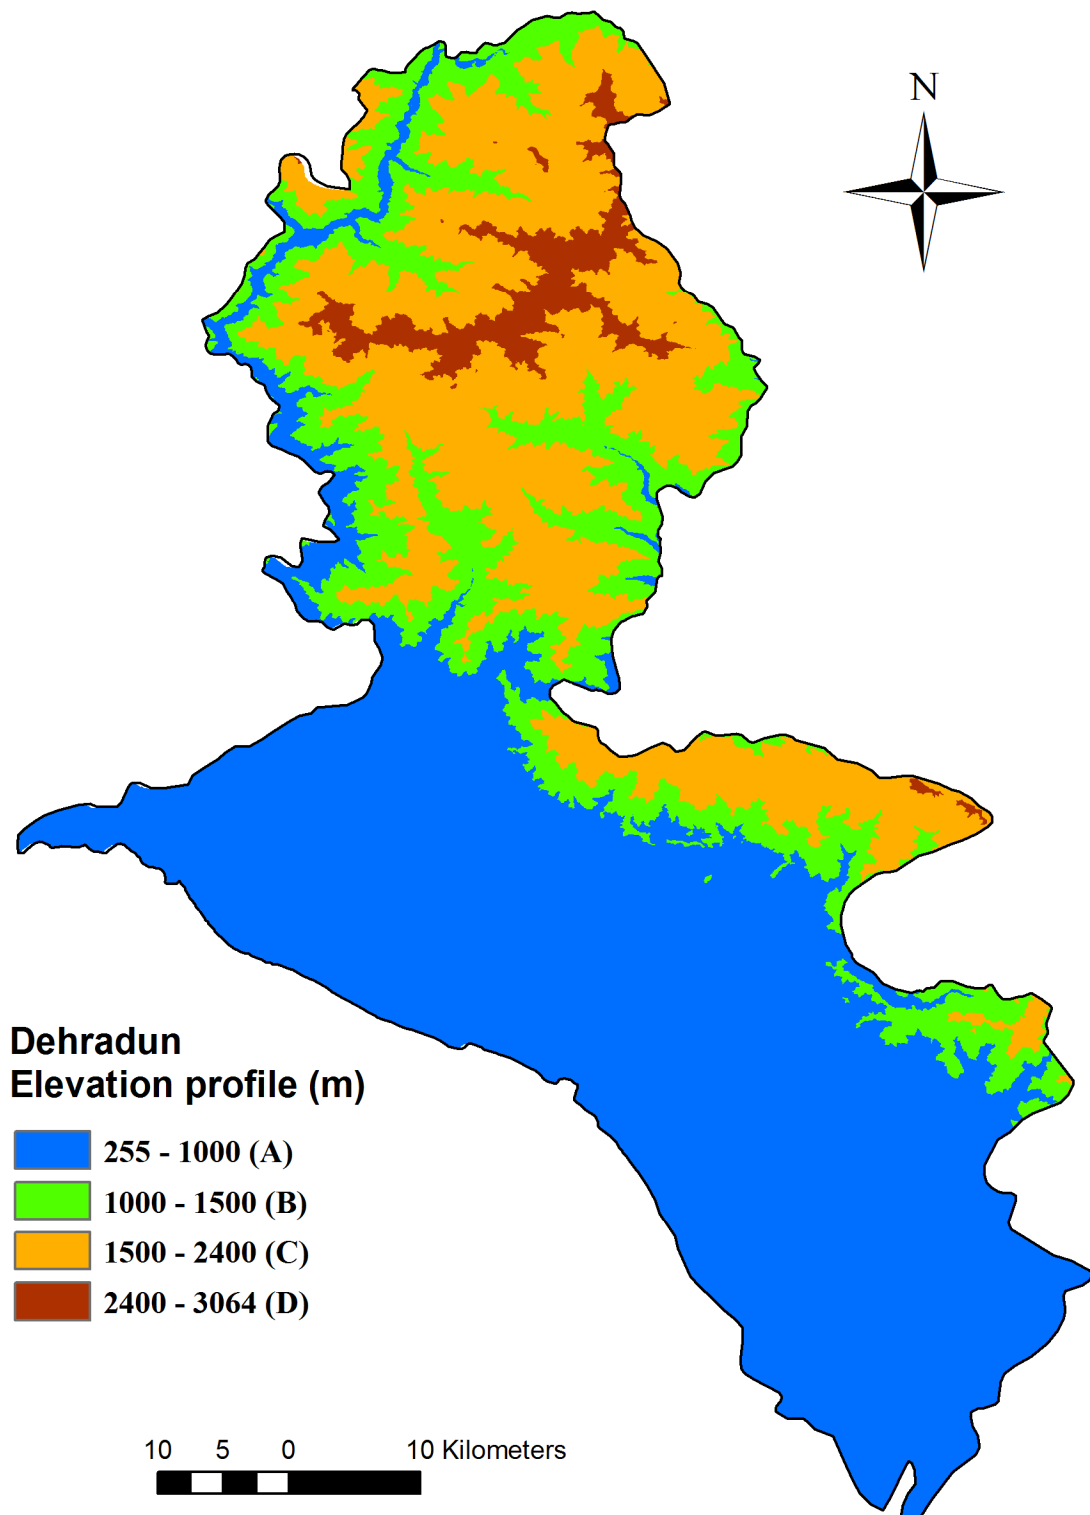 N
Dehradun
Elevation profile (m)
255 - 1000 (A)
1000 - 1500 (B)
1500 - 2400 (C)
2400 - 3064 (D)
10 5 0 10 Kilometers